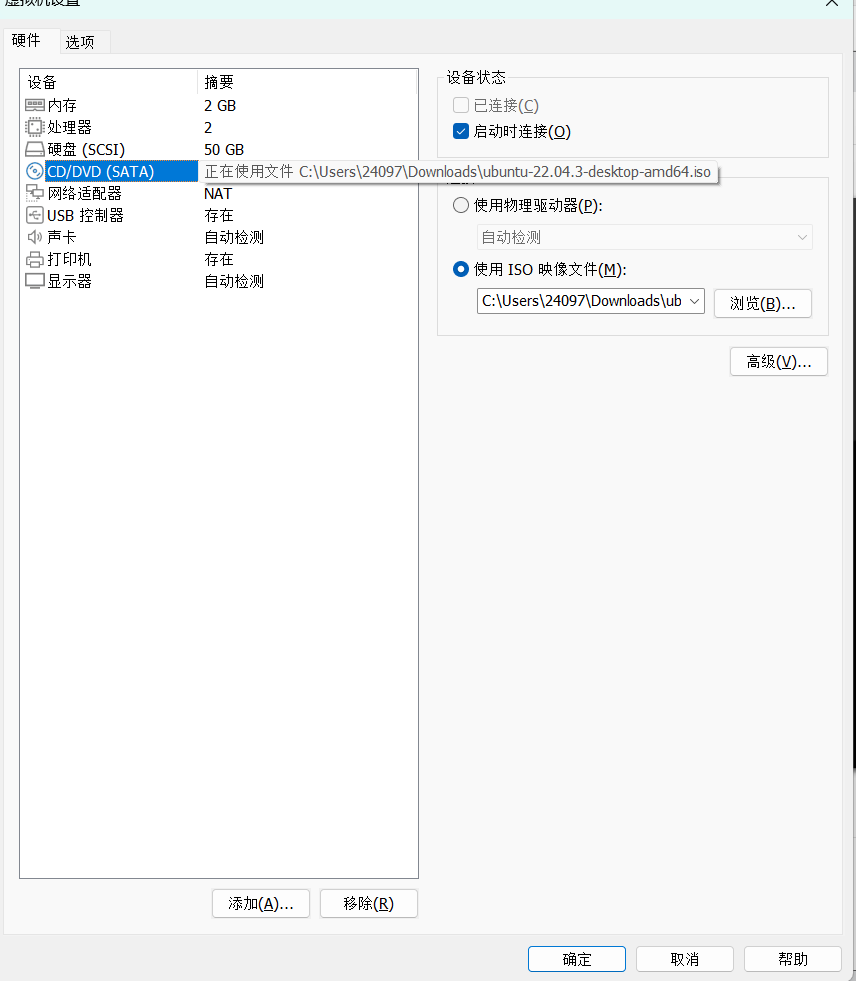 虚拟机设置
硬件 选项
设备 摘要
内存 2 GB
处理器 2
硬盘 (SCSI) 50 GB
CD/DVD (SATA) 正在使用文件 C:\Users\24097\Downloads\ubuntu-22.04.3-desktop-amd64.iso
网络适配器 NAT
USB 控制器 存在
声卡 自动检测
打印机 存在
显示器 自动检测
添加(A)... 移除(R)
设备状态
已连接(C)
启动时连接(O)
使用物理驱动器(P):
自动检测
使用 ISO 映像文件(M):
C:\Users\24097\Downloads\ub 浏览(B)...
高级(V)...
确定 取消 帮助